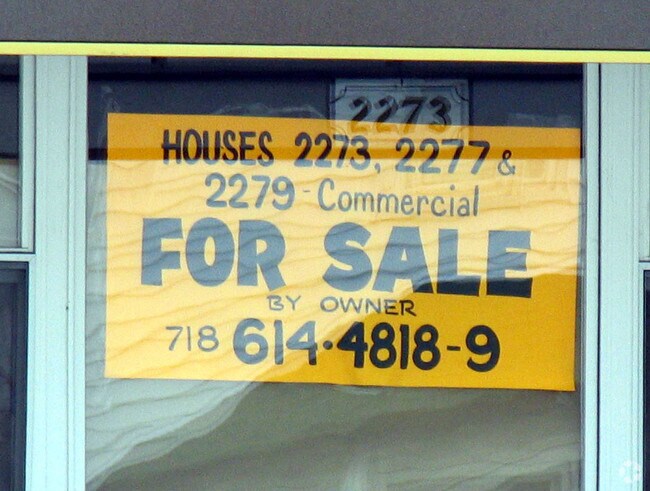 2273
HOUSES 2273, 2277 &
2279 - Commercial
FOR SALE
BY OWNER
718 614•4818-9